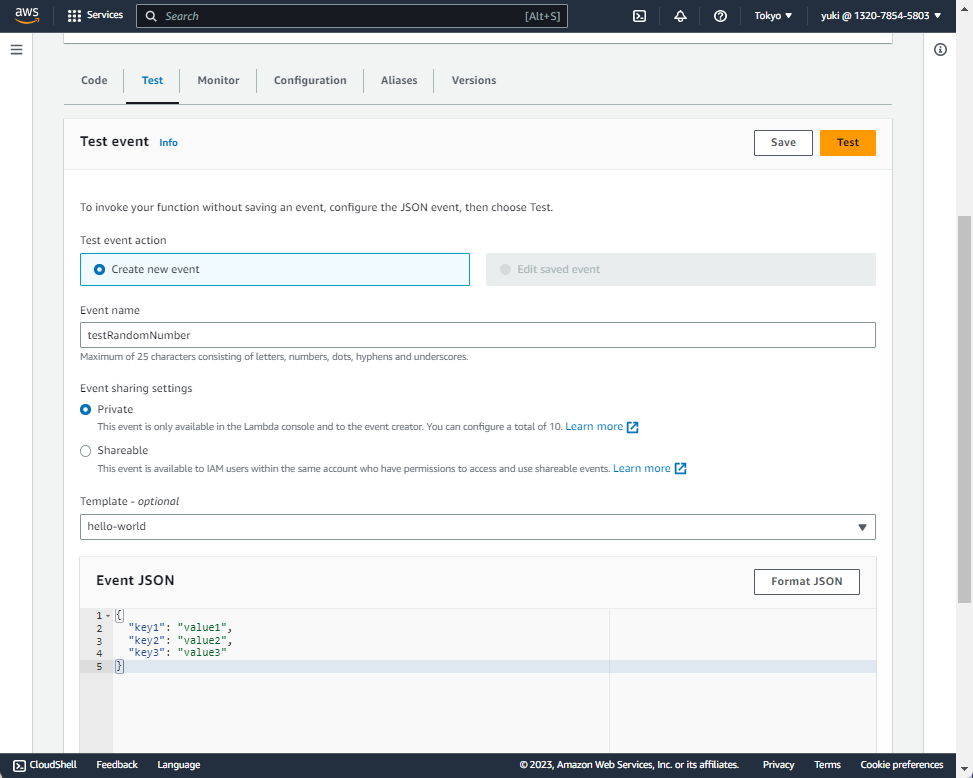 aws
Services
Search
[Alt+S]
Tokyo ▼
yuki @ 1320-7854-5803 ▼
Code
Test
Monitor
Configuration
Aliases
Versions
Test event Info
Save
Test
To invoke your function without saving an event, configure the JSON event, then choose Test.
Test event action
Create new event
Edit saved event
Event name
testRandomNumber
Maximum of 25 characters consisting of letters, numbers, dots, hyphens and underscores.
Event sharing settings
Private
This event is only available in the Lambda console and to the event creator. You can configure a total of 10. Learn more
Shareable
This event is available to IAM users within the same account who have permissions to access and use shareable events. Learn more
Template - optional
hello-world
Event JSON
Format JSON
1 {
2 "key1": "value1",
3 "key2": "value2",
4 "key3": "value3"
5 }
CloudShell
Feedback
Language
© 2023, Amazon Web Services, Inc. or its affiliates.
Privacy
Terms
Cookie preferences